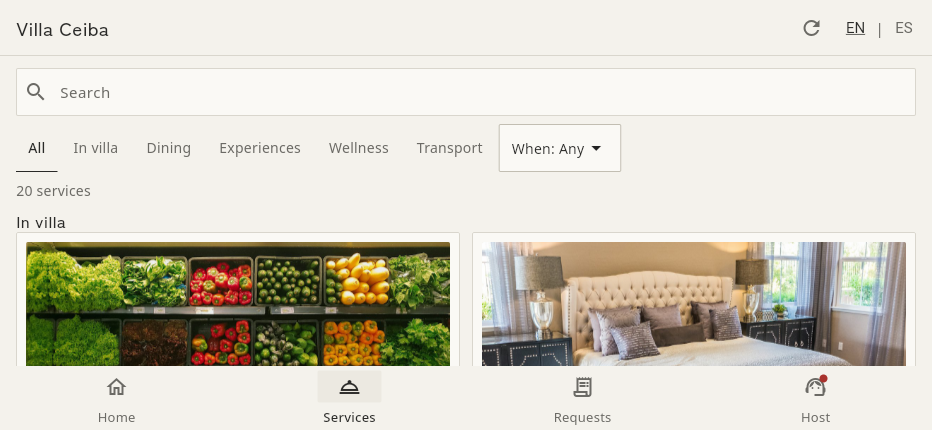 Villa Ceiba
EN | ES
Search
All In villa Dining Experiences Wellness Transport When: Any
20 services
In villa
Home Services Requests Host